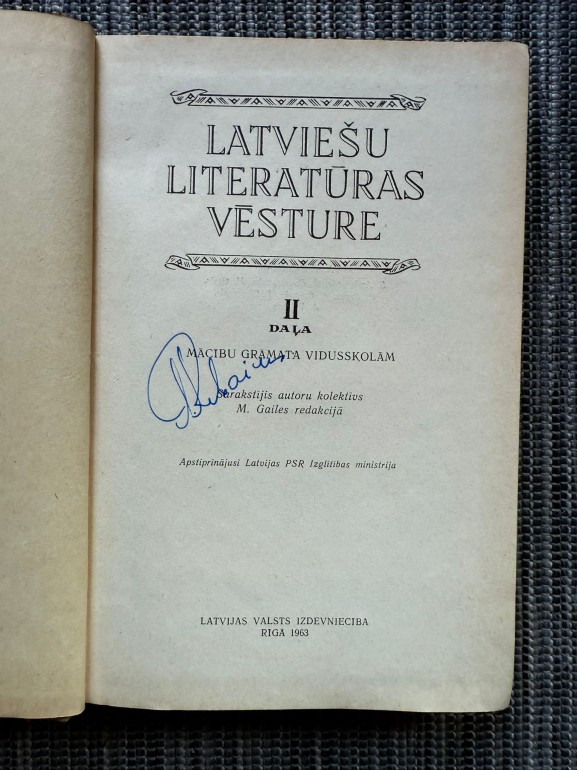 LATVIEŠU
LITERATŪRAS
VĒSTURE
II
DAĻA
MĀCĪBU GRĀMATA VIDUSSKOLĀM
Sarakstījis autoru kolektīvs
M. Gailes redakcijā
Apstiprinājusi Latvijas PSR Izglītības ministrija
LATVIJAS VALSTS IZDEVNIECĪBA
RĪGĀ 1963